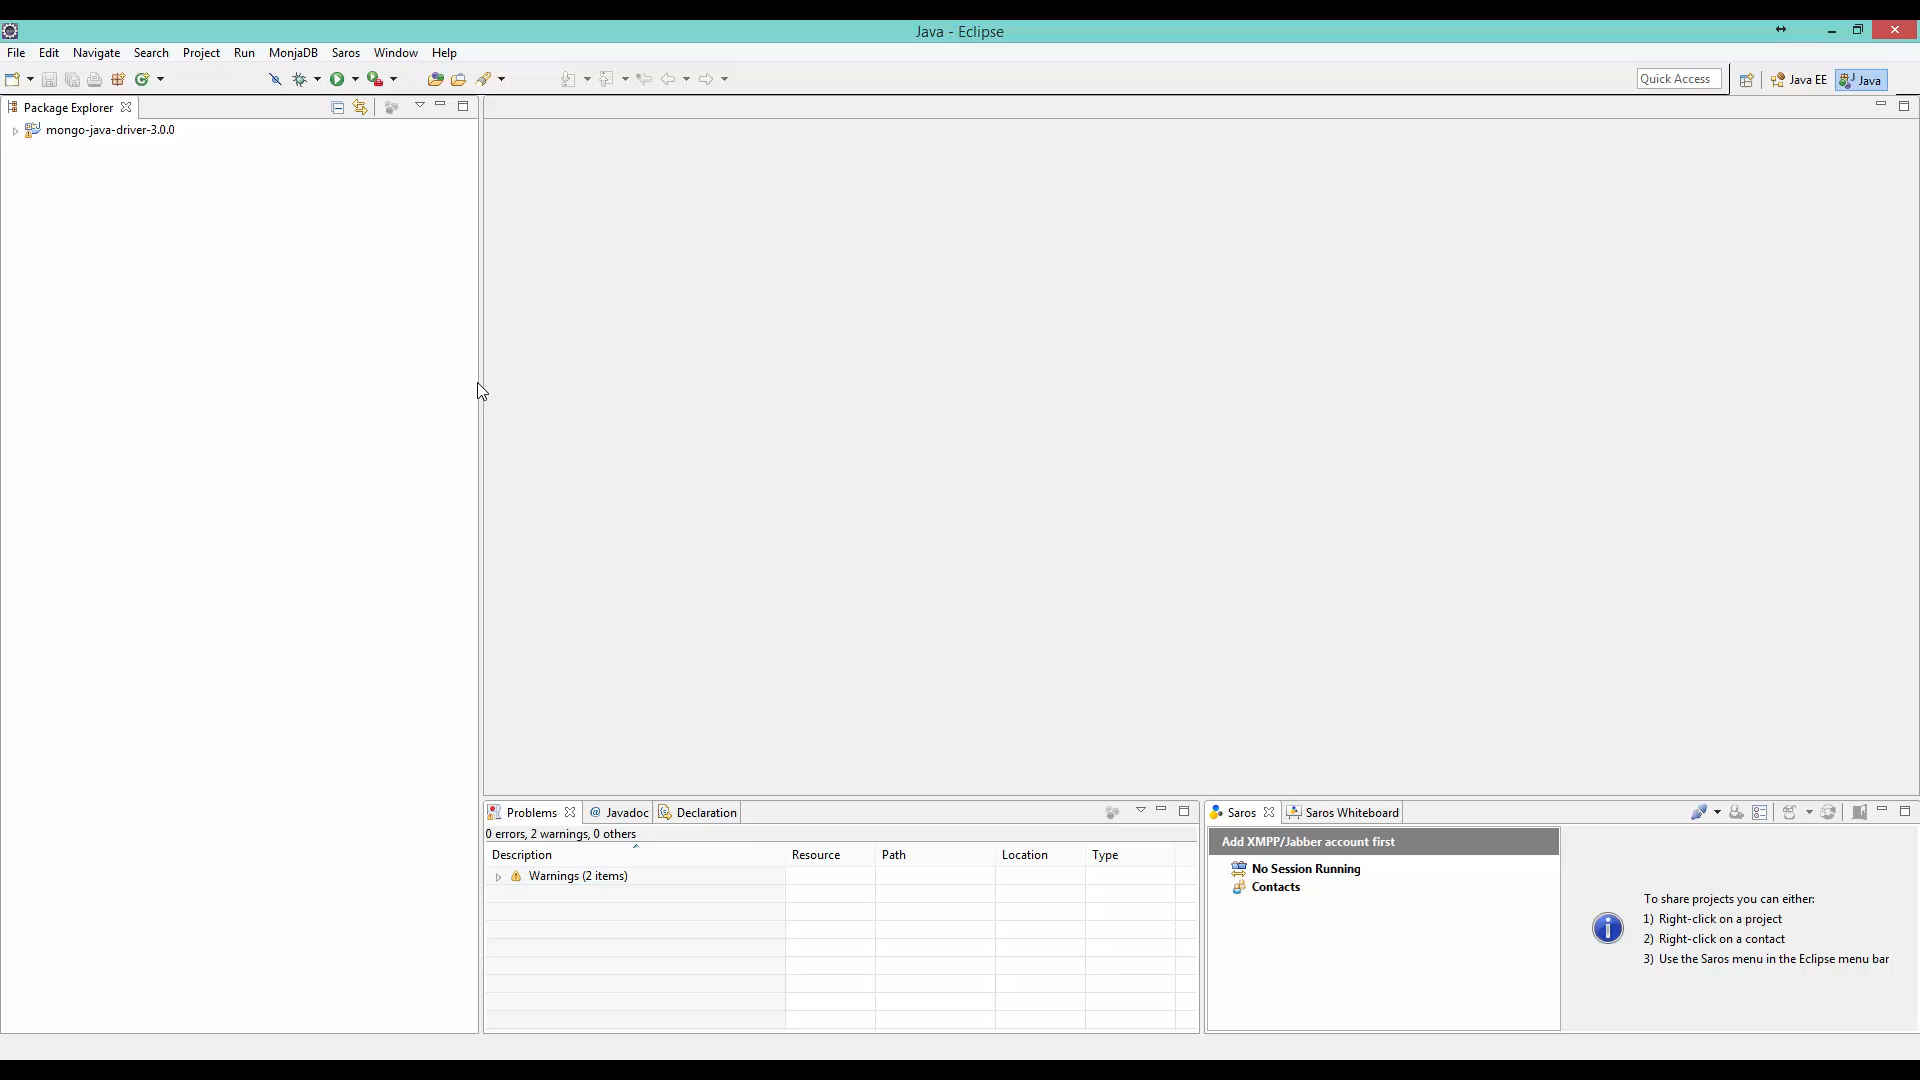 Java - Eclipse
File Edit Navigate Search Project Run MonjaDB Saros Window Help
Quick Access Java EE Java
Package Explorer
mongo-java-driver-3.0.0
Problems @ Javadoc Declaration
0 errors, 2 warnings, 0 others
Description Resource Path Location Type
Warnings (2 items)
Saros Saros Whiteboard
Add XMPP/Jabber account first
No Session Running
Contacts
To share projects you can either:
1) Right-click on a project
2) Right-click on a contact
3) Use the Saros menu in the Eclipse menu bar